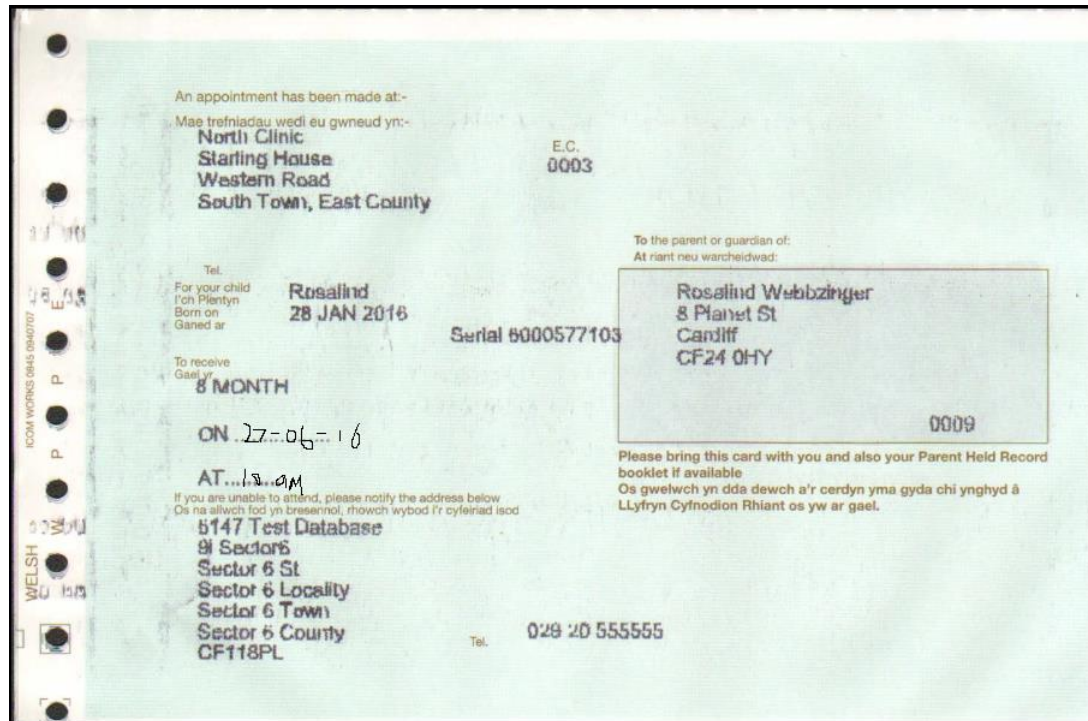 An appointment has been made at:-
Mae trefniadau wedi eu gwneud yn:-
North Clinic
Starling House
Western Road
South Town, East County
E.C.
0003
To the parent or guardian of:
At riant neu warcheidwad:
Rosalind Webbzinger
8 Planet St
Cardiff
CF24 0HY
0009
Tel.
For your child
I'ch Plentyn
Rosalind
Born on
Ganed ar
28 JAN 2016
Serial 6000577103
To receive
Gael yr
8 MONTH
ON 27-06-16
AT am
Please bring this card with you and also your Parent Held Record
booklet if available
Os gwelwch yn dda dewch a'r cerdyn yma gyda chi ynghyd â
LLyfryn Cyfnodion Rhiant os yw ar gael.
If you are unable to attend, please notify the address below
Os na allwch fod yn bresennol, rhowch wybod i'r cyfeiriad isod
5147 Test Database
9i Sector6
Sector 6 St
Sector 6 Locality
Sector 6 Town
Sector 6 County
CF118PL
Tel. 029 20 555555
ICOM WORKS 0845 0940707
WELSH W P P E